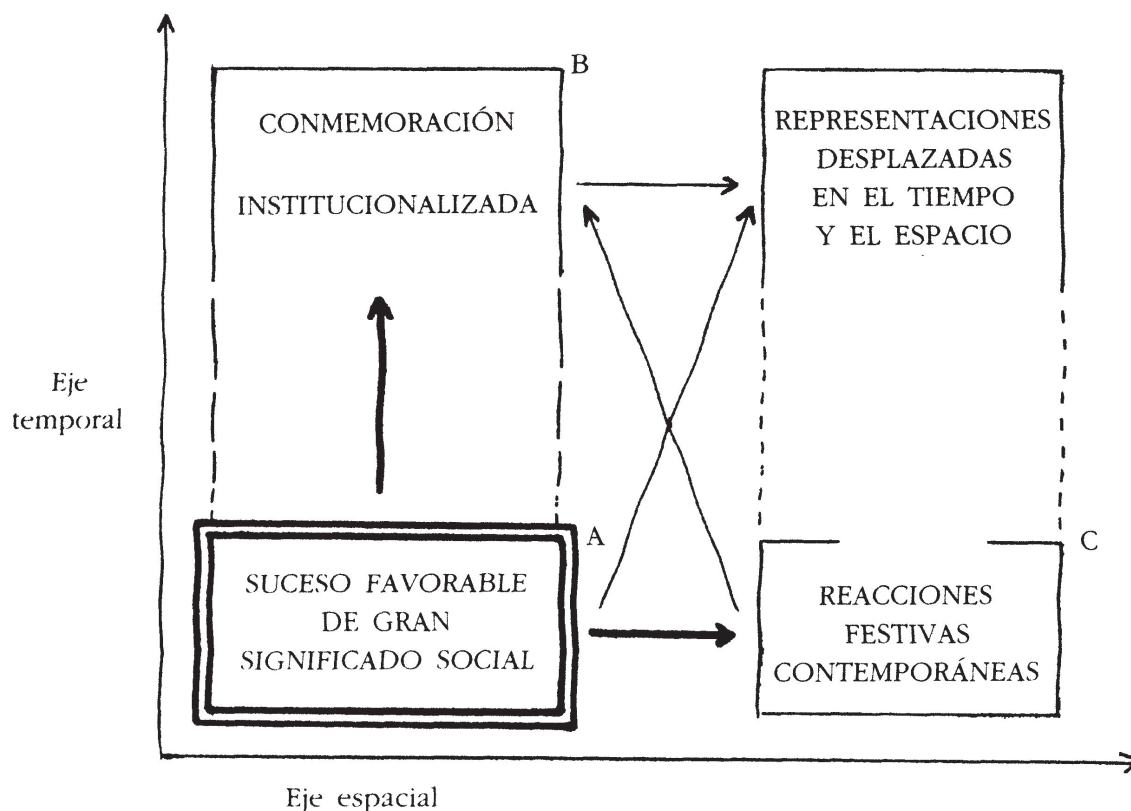 B
CONMEMORACIÓN
INSTITUCIONALIZADA
REPRESENTACIONES
DESPLAZADAS
EN EL TIEMPO
Y EL ESPACIO
Eje
temporal
A
SUCESO FAVORABLE
DE GRAN
SIGNIFICADO SOCIAL
C
REACCIONES
FESTIVAS
CONTEMPORÁNEAS
Eje espacial